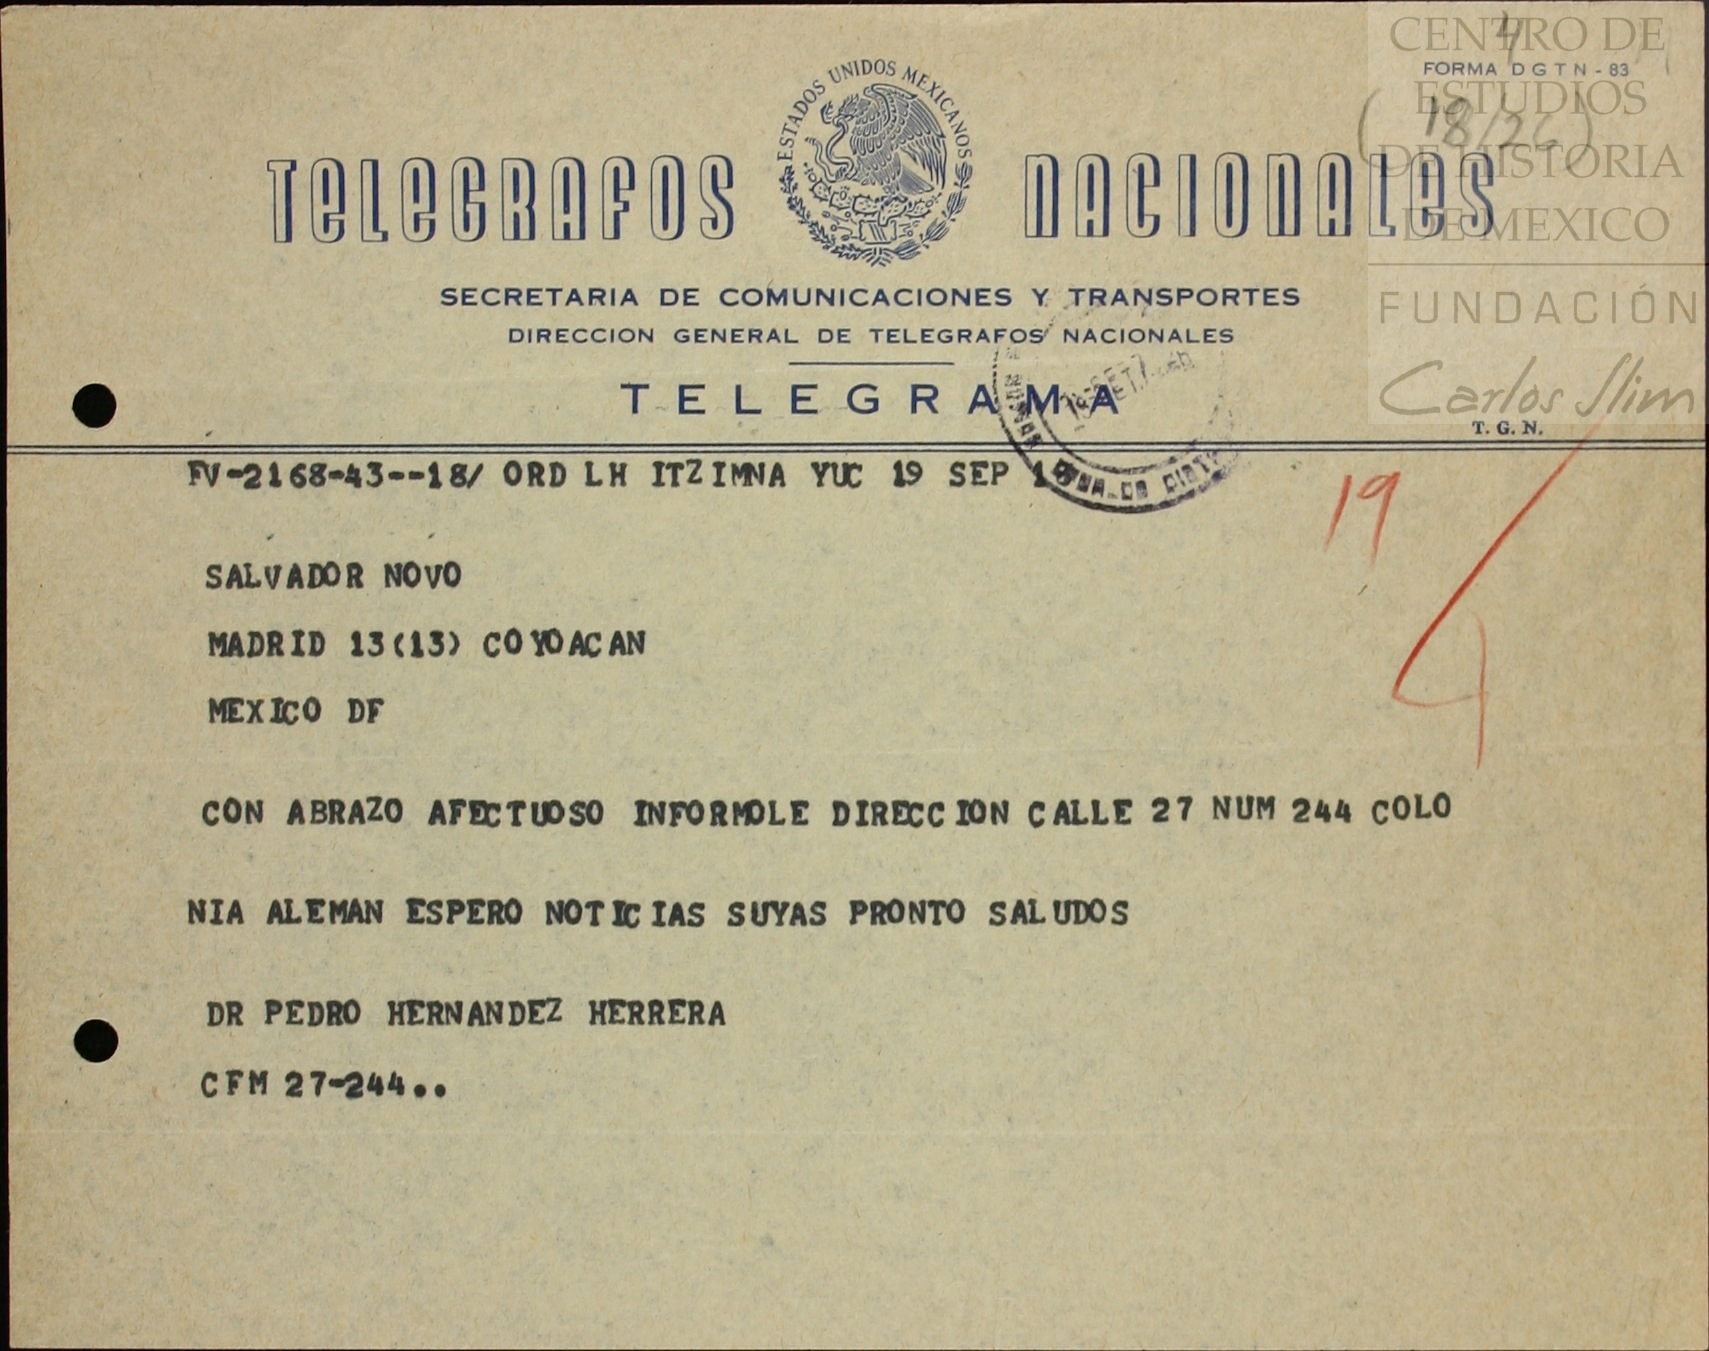 CENTRO DE
ESTUDIOS
DE HISTORIA
DE MEXICO
FUNDACIÓN
Carlos Slim
4
FORMA DGTN-83
(18/26)
ESTADOS UNIDOS MEXICANOS
TELEGRAFOS NACIONALES
SECRETARIA DE COMUNICACIONES Y TRANSPORTES
DIRECCION GENERAL DE TELEGRAFOS NACIONALES
TELEGRAMA
T. G. N.
FV-2168-43--18/ ORD LH ITZIMNA YUC 19 SEP
19
SALVADOR NOVO
MADRID 13(13) COYOACAN
MEXICO DF
4
CON ABRAZO AFECTUOSO INFORMOLE DIRECCION CALLE 27 NUM 244 COLO
NIA ALEMAN ESPERO NOTICIAS SUYAS PRONTO SALUDOS
DR PEDRO HERNANDEZ HERRERA
CFM 27-244..